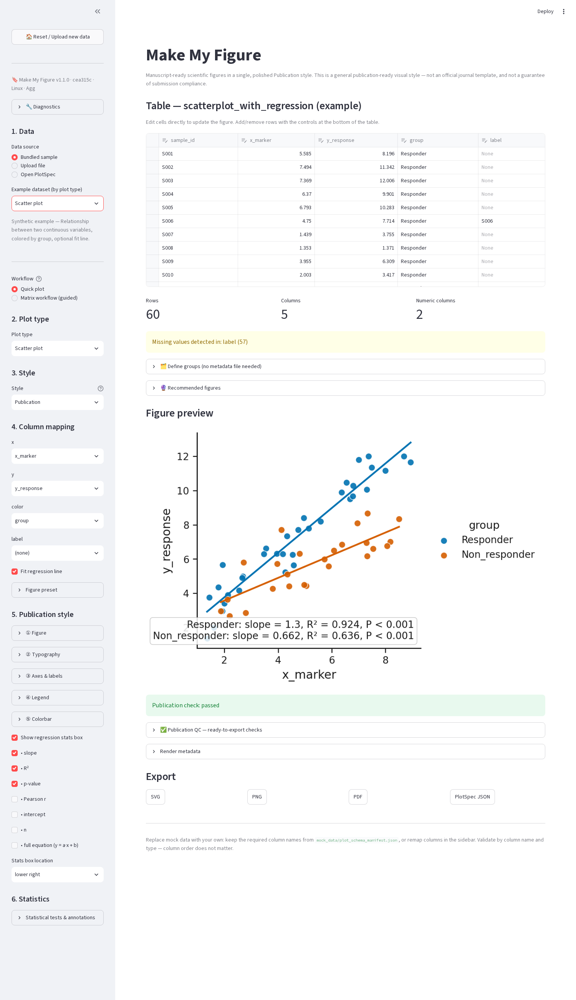 Deploy
🏠 Reset / Upload new data
🔖 Make My Figure v1.1.0 · cea315c ·
Linux · Agg
🔧 Diagnostics
1. Data
Data source
Bundled sample
Upload file
Open PlotSpec
Example dataset (by plot type)
Scatter plot
Synthetic example — Relationship
between two continuous variables,
colored by group, optional fit line.
Workflow
Quick plot
Matrix workflow (guided)
2. Plot type
Plot type
Scatter plot
3. Style
Style
Publication
4. Column mapping
x
x_marker
y
y_response
color
group
label
(none)
Fit regression line
Figure preset
5. Publication style
① Figure
② Typography
③ Axes & labels
④ Legend
⑤ Colorbar
Show regression stats box
• slope
• R²
• p-value
• Pearson r
• intercept
• n
• full equation (y = a·x + b)
Stats box location
lower right
6. Statistics
Statistical tests & annotations
Make My Figure
Manuscript-ready scientific figures in a single, polished Publication style. This is a general publication-ready visual style — not an official journal template, and not a guarantee
of submission compliance.
Table — scatterplot_with_regression (example)
Edit cells directly to update the figure. Add/remove rows with the controls at the bottom of the table.
sample_id x_marker y_response group label
S001 5.585 8.196 Responder None
S002 7.494 11.342 Responder None
S003 7.369 12.006 Responder None
S004 6.37 9.901 Responder None
S005 6.793 10.283 Responder None
S006 4.75 7.714 Responder S006
S007 1.439 3.755 Responder None
S008 1.353 1.371 Responder None
S009 3.955 6.309 Responder None
S010 2.003 3.417 Responder None
Rows Columns Numeric columns
60 5 2
Missing values detected in: label (57)
🗂️ Define groups (no metadata file needed)
🔮 Recommended figures
Figure preview
12
10
8
6
4
2
y_response
group
Responder
Non_responder
Responder: slope = 1.3, R² = 0.924, P < 0.001
Non_responder: slope = 0.662, R² = 0.636, P < 0.001
2 4 6 8
x_marker
Publication check: passed
✅ Publication QC — ready-to-export checks
Render metadata
Export
SVG PNG PDF PlotSpec JSON
Replace mock data with your own: keep the required column names from mock_data/plot_schema_manifest.json , or remap columns in the sidebar. Validate by column name and
type — column order does not matter.